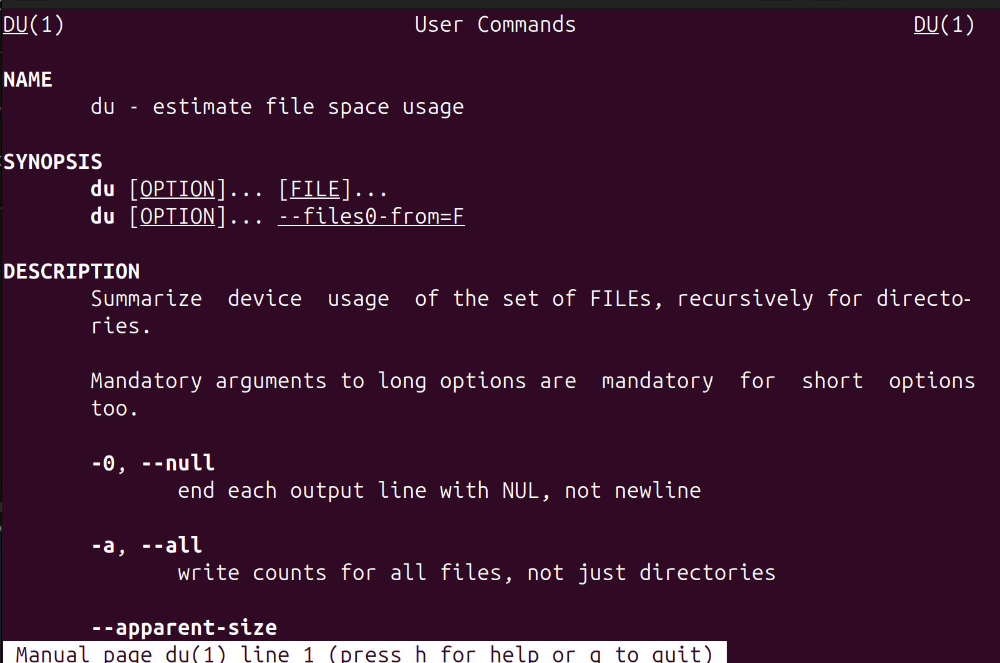 DU(1) User Commands DU(1)
NAME
du - estimate file space usage
SYNOPSIS
du [OPTION]... [FILE]...
du [OPTION]... --files0-from=F
DESCRIPTION
Summarize device usage of the set of FILEs, recursively for directo-
ries.
Mandatory arguments to long options are mandatory for short options
too.
-0, --null
end each output line with NUL, not newline
-a, --all
write counts for all files, not just directories
--apparent-size
Manual page du(1) line 1 (press h for help or q to quit)